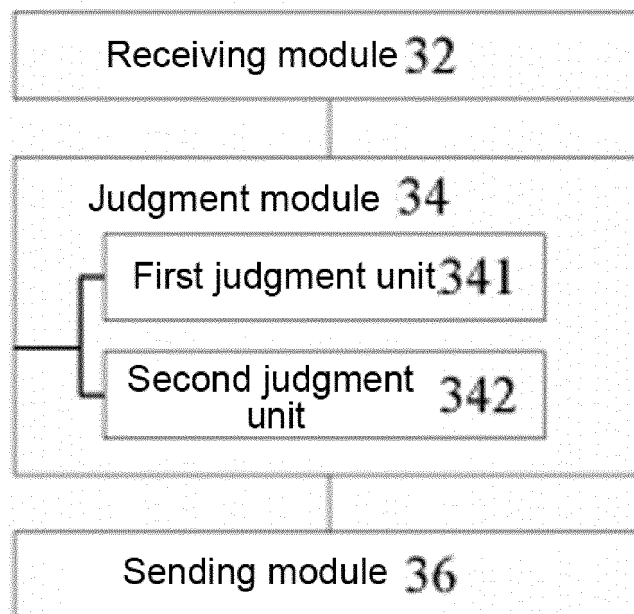 Receiving module 32
Judgment module 34
First judgment unit 341
Second judgment
unit 342
Sending module 36